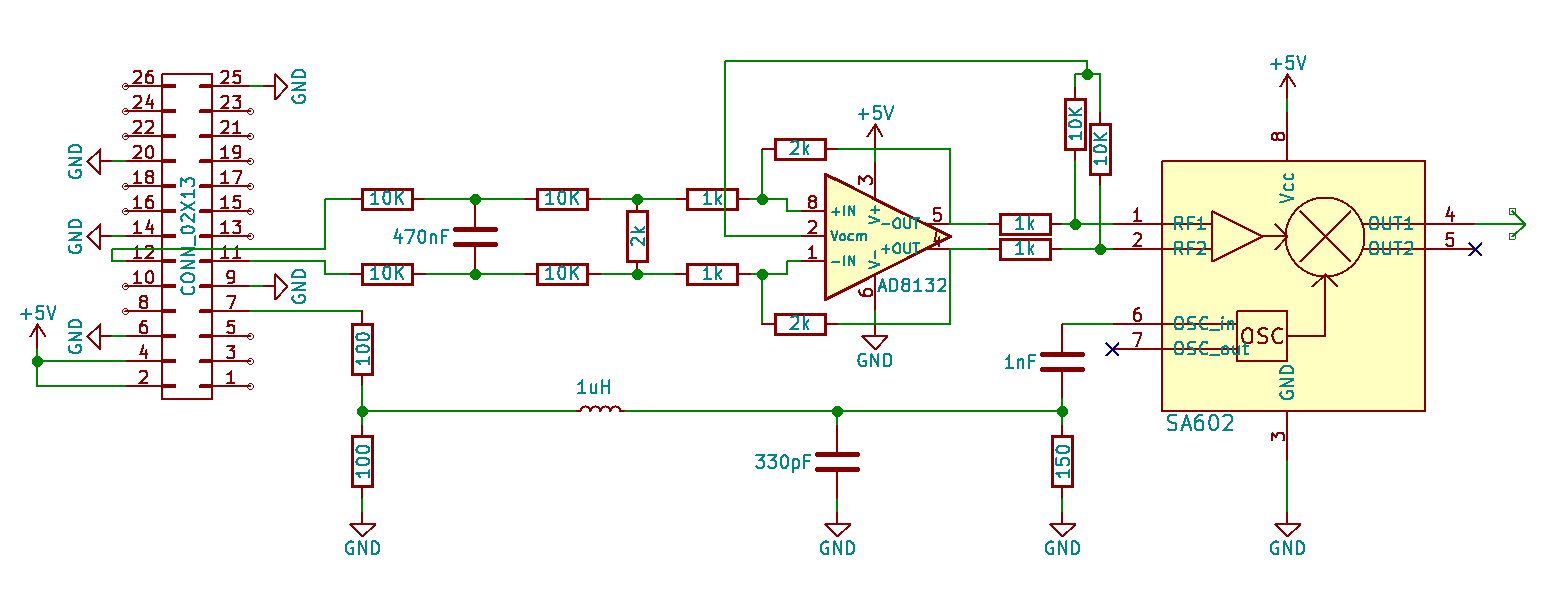 26 25 GND
24 23
22 21
GND 20 19
18 17
16 15
GND 14 13
12 11
10 9 GND
8 7
+5V GND 6 5
4 3
2 1
CONN_02X13
10K 10K 1k
470nF
2k
10K 10K 1k
2k
+5V
3
8 +IN V+ -OUT 5
2 Vocm
1 -IN V- +OUT 4
6 AD8132
2k
GND
10K 10K
1k
1k
+5V
8
Vcc
1 RF1 OUT1 4
2 RF2 OUT2 5
6 OSC_in OSC
7 OSC_out
GND
SA602
3
GND
100
1uH
1nF
100
330pF
150
GND
GND
GND